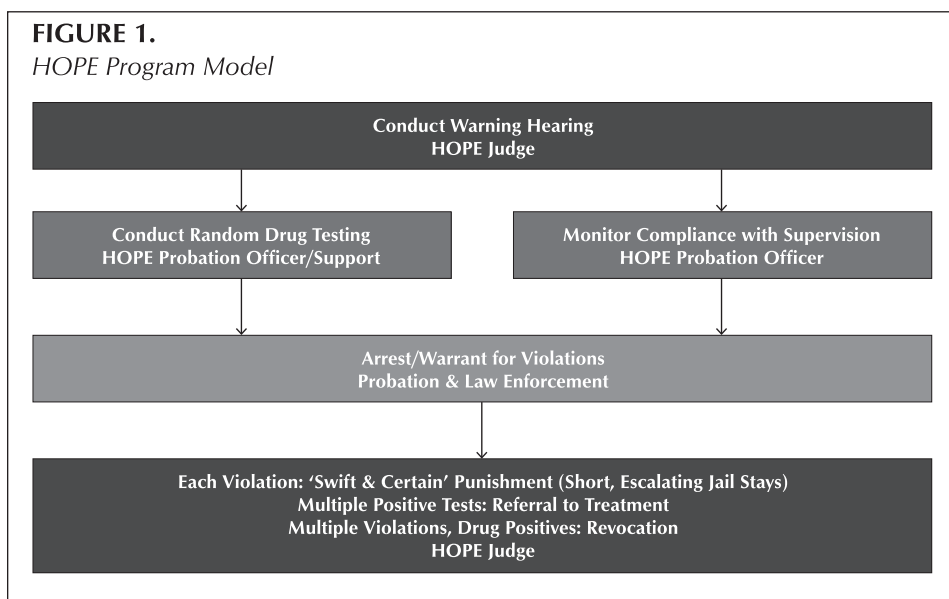 FIGURE 1.
HOPE Program Model
Conduct Warning Hearing
HOPE Judge
Conduct Random Drug Testing
HOPE Probation Officer/Support
Monitor Compliance with Supervision
HOPE Probation Officer
Arrest/Warrant for Violations
Probation & Law Enforcement
Each Violation: ‘Swift & Certain’ Punishment (Short, Escalating Jail Stays)
Multiple Positive Tests: Referral to Treatment
Multiple Violations, Drug Positives: Revocation
HOPE Judge